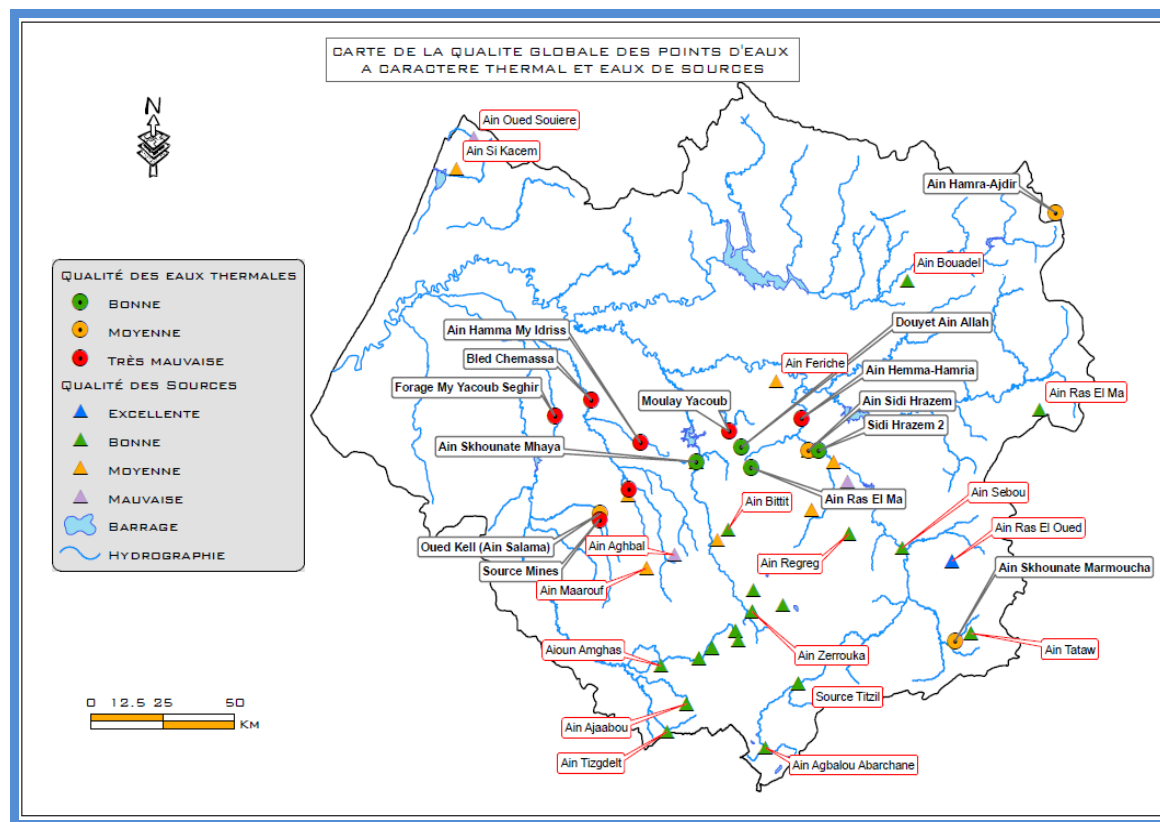 CARTE DE LA QUALITE GLOBALE DES POINTS D'EAUX
A CARACTERE THERMAL ET EAUX DE SOURCES
N
Ain Oued Souiere
Ain Si Kacem
Ain Hamra-Ajdir
Ain Bouadel
QUALITÉ DES EAUX THERMALES
BONNE
MOYENNE
TRÈS MAUVAISE
QUALITÉ DES SOURCES
EXCELLENTE
BONNE
MOYENNE
MAUVAISE
BARRAGE
HYDROGRAPHIE
Ain Hamma My Idriss
Douyet Ain Allah
Bled Chemassa
Ain Feriche
Ain Hemma-Hamria
Forage My Yacoub Seghir
Moulay Yacoub
Ain Sidi Hrazem
Ain Ras El Ma
Sidi Hrazem 2
Ain Skhounate Mhaya
Ain Ras El Ma
Ain Sebou
Ain Bittit
Ain Ras El Oued
Oued Kell (Ain Salama)
Ain Aghbal
Ain Regreg
Ain Skhounate Marmoucha
Source Mines
Ain Maarouf
Aioun Amghas
Ain Zerrouka
Ain Tataw
Source Titzil
0 12.5 25 50
KM
Ain Ajaabou
Ain Tizgdelt
Ain Agbalou Abarchane